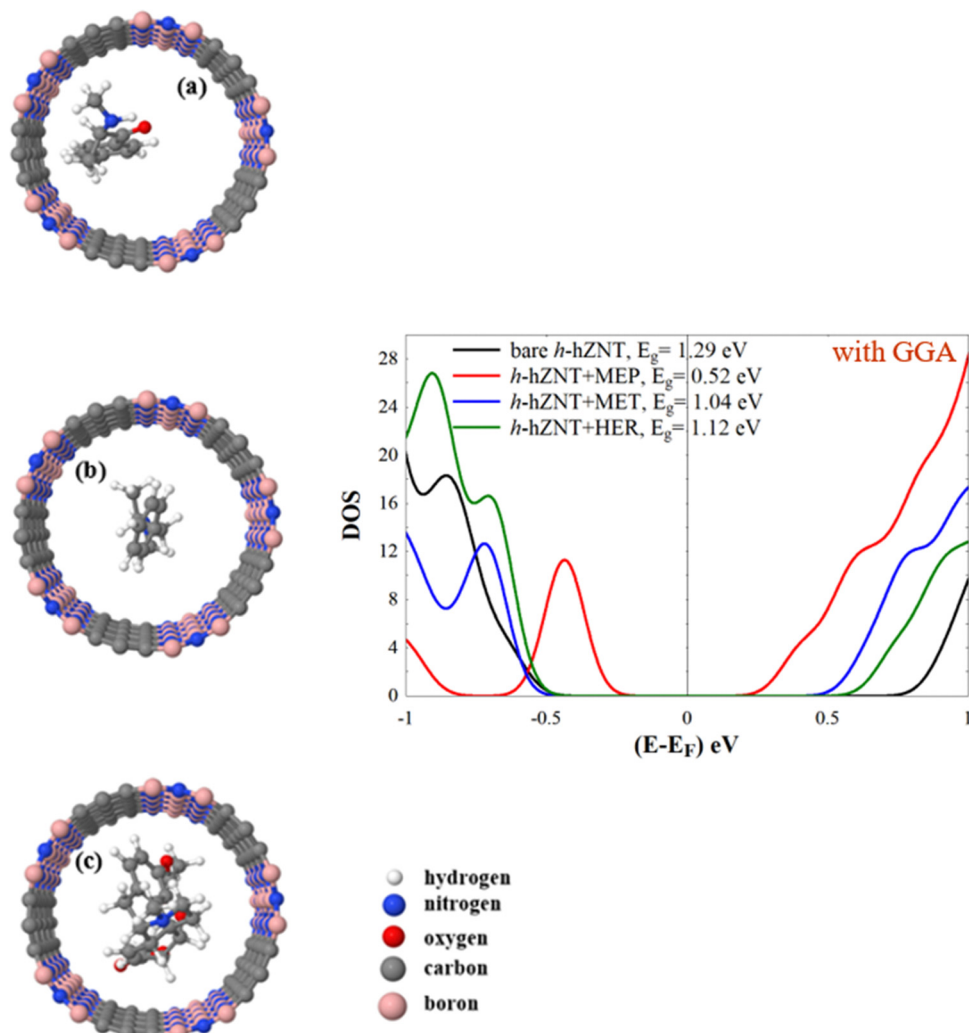 (a)
(b)
(c)
with GGA
bare h-hZNT, Eg= 1.29 eV
h-hZNT+MEP, Eg= 0.52 eV
h-hZNT+MET, Eg= 1.04 eV
h-hZNT+HER, Eg= 1.12 eV
DOS
28
24
20
16
12
8
4
0
-1
-0.5
0
0.5
1
(E-EF) eV
hydrogen
nitrogen
oxygen
carbon
boron